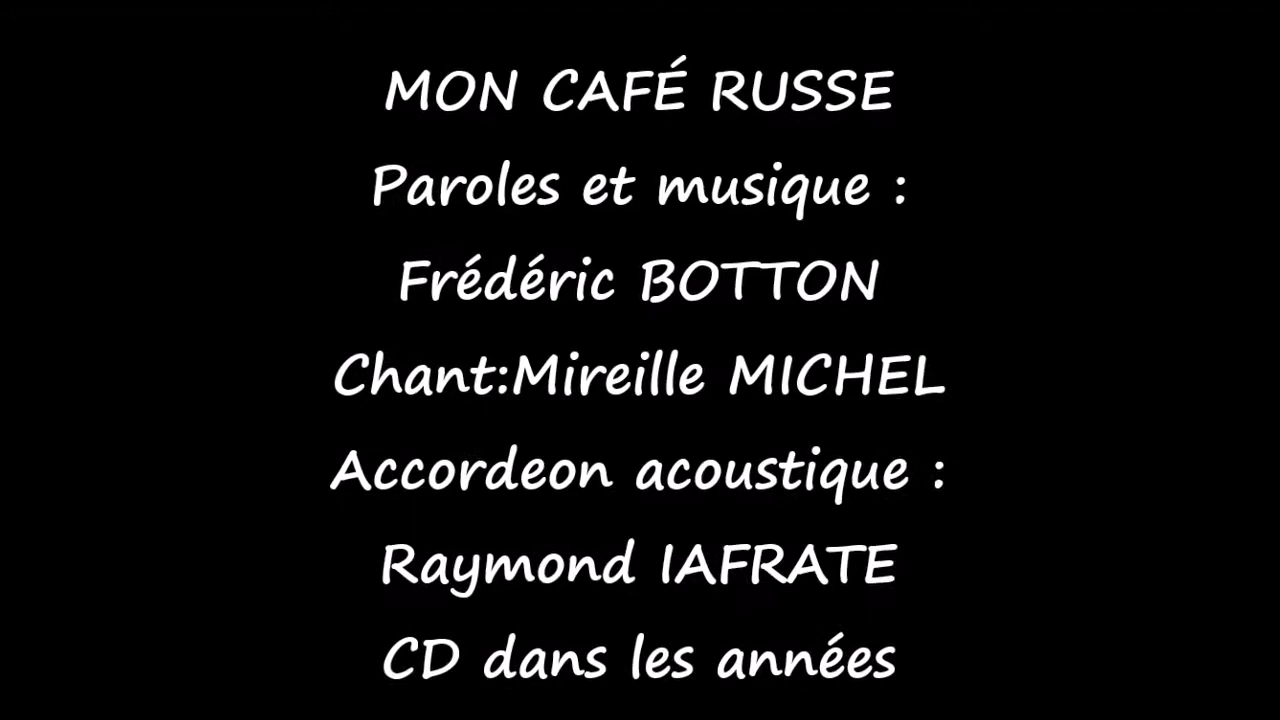 MON CAFÉ RUSSE
Paroles et musique :
Frédéric BOTTON
Chant:Mireille MICHEL
Accordeon acoustique :
Raymond IAFRATE
CD dans les années